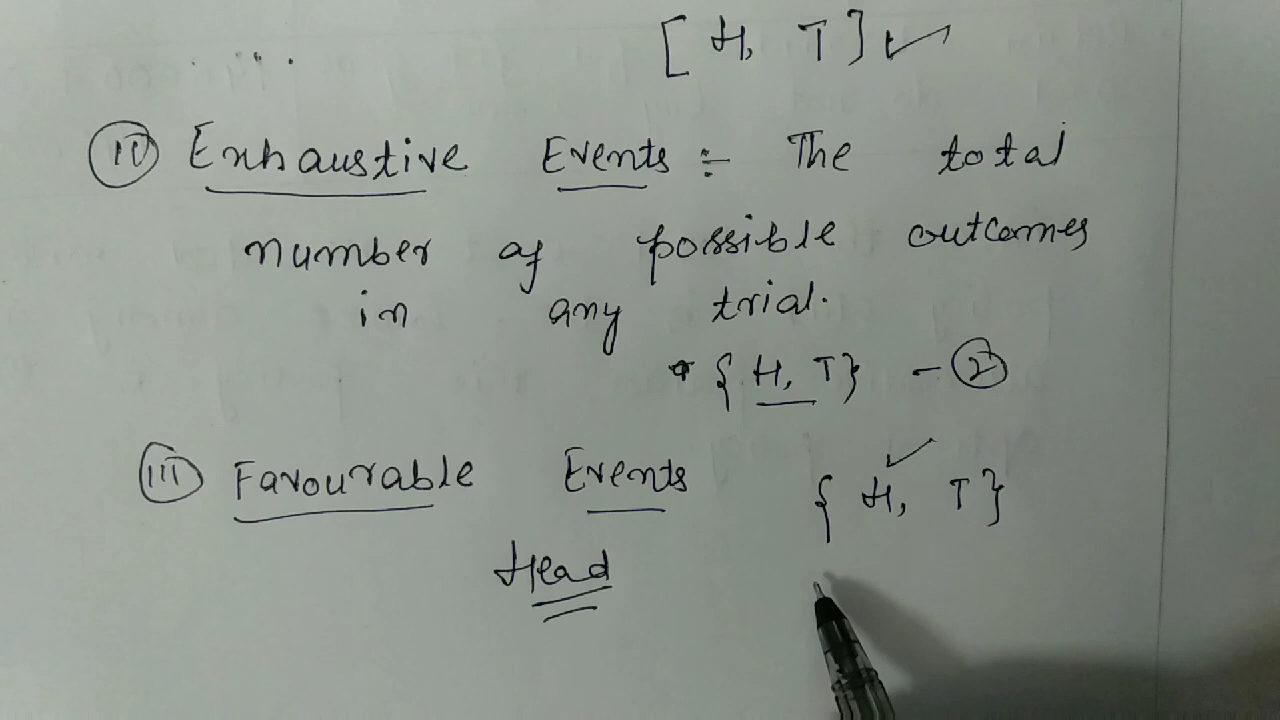 [H, T] ✓
(ii) Exhaustive Events :- The total
number of possible outcomes
in any trial.
{H, T} - 2
(iii) Favourable Events {H, T} ✓
Head